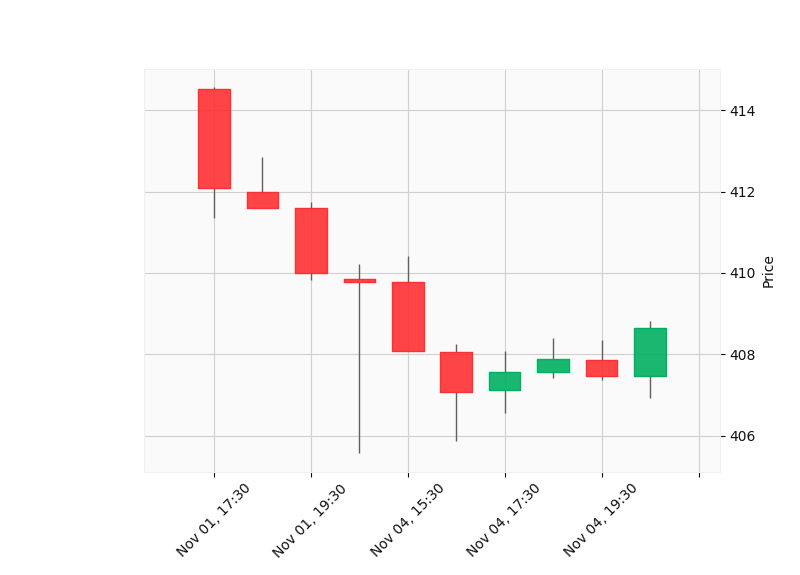 414
412
410
408
406
Price
Nov 01, 17:30
Nov 01, 19:30
Nov 04, 15:30
Nov 04, 17:30
Nov 04, 19:30